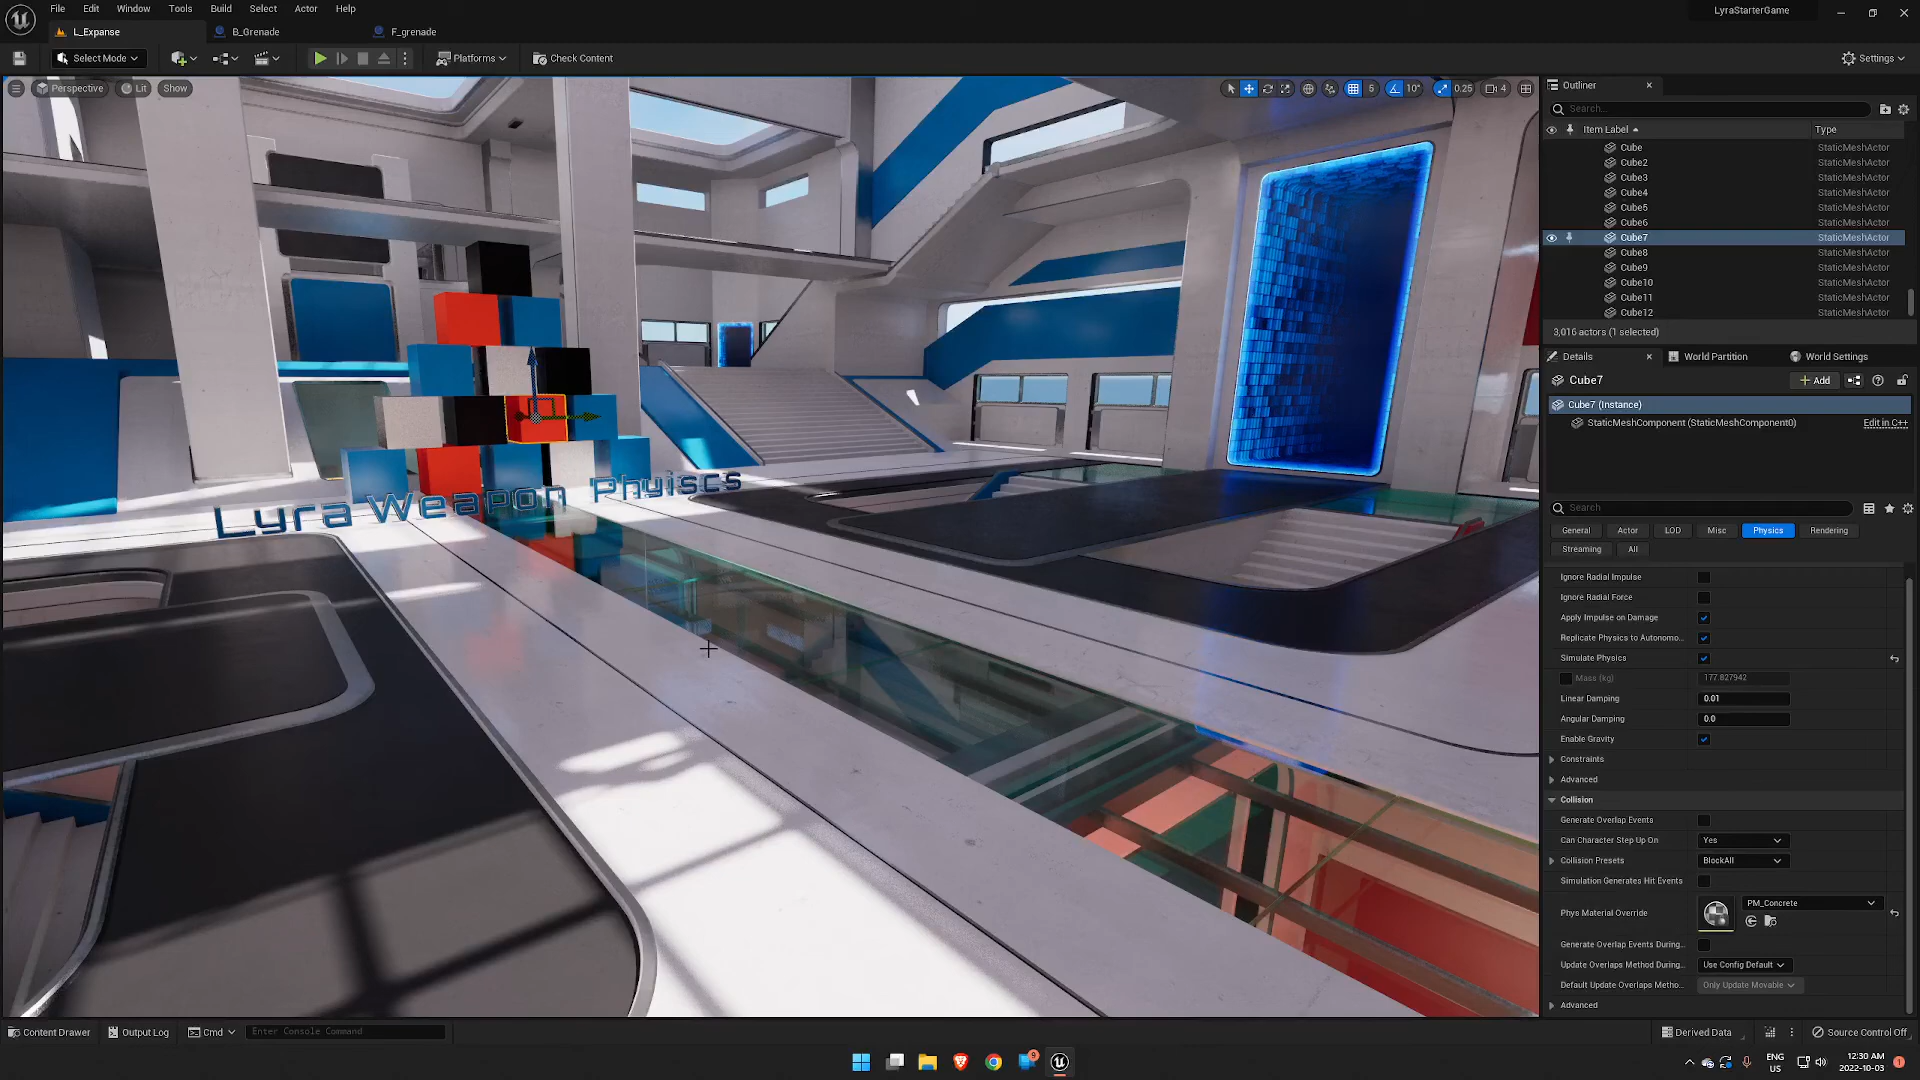 File Edit Window Tools Build Select Actor Help
LyraStarterGame
L_Expanse B_Grenade F_grenade
Select Mode Platforms Check Content Settings
Perspective Lit Show 5 10° 0.25 4
Outliner
Search...
Item Label Type
Cube StaticMeshActor
Cube2 StaticMeshActor
Cube3 StaticMeshActor
Cube4 StaticMeshActor
Cube5 StaticMeshActor
Cube6 StaticMeshActor
Cube7 StaticMeshActor
Cube8 StaticMeshActor
Cube9 StaticMeshActor
Cube10 StaticMeshActor
Cube11 StaticMeshActor
Cube12 StaticMeshActor
3,016 actors (1 selected)
Details World Partition World Settings
Cube7 Add
Cube7 (Instance)
StaticMeshComponent (StaticMeshComponent0) Edit in C++
Search
General Actor LOD Misc Physics Rendering
Streaming All
Ignore Radial Impulse
Ignore Radial Force
Apply Impulse on Damage
Replicate Physics to Autonomo...
Simulate Physics
Mass (kg) 177.827942
Linear Damping 0.01
Angular Damping 0.0
Enable Gravity
Constraints
Advanced
Collision
Generate Overlap Events
Can Character Step Up On Yes
Collision Presets BlockAll
Simulation Generates Hit Events
Phys Material Override PM_Concrete
Generate Overlap Events During...
Update Overlaps Method During... Use Config Default
Default Update Overlaps Metho... Only Update Movable
Advanced
Lyra Weapon Phyiscs
Content Drawer Output Log Cmd Enter Console Command Derived Data Source Control Off
9
ENG
US
12:30 AM
2022-10-03
1